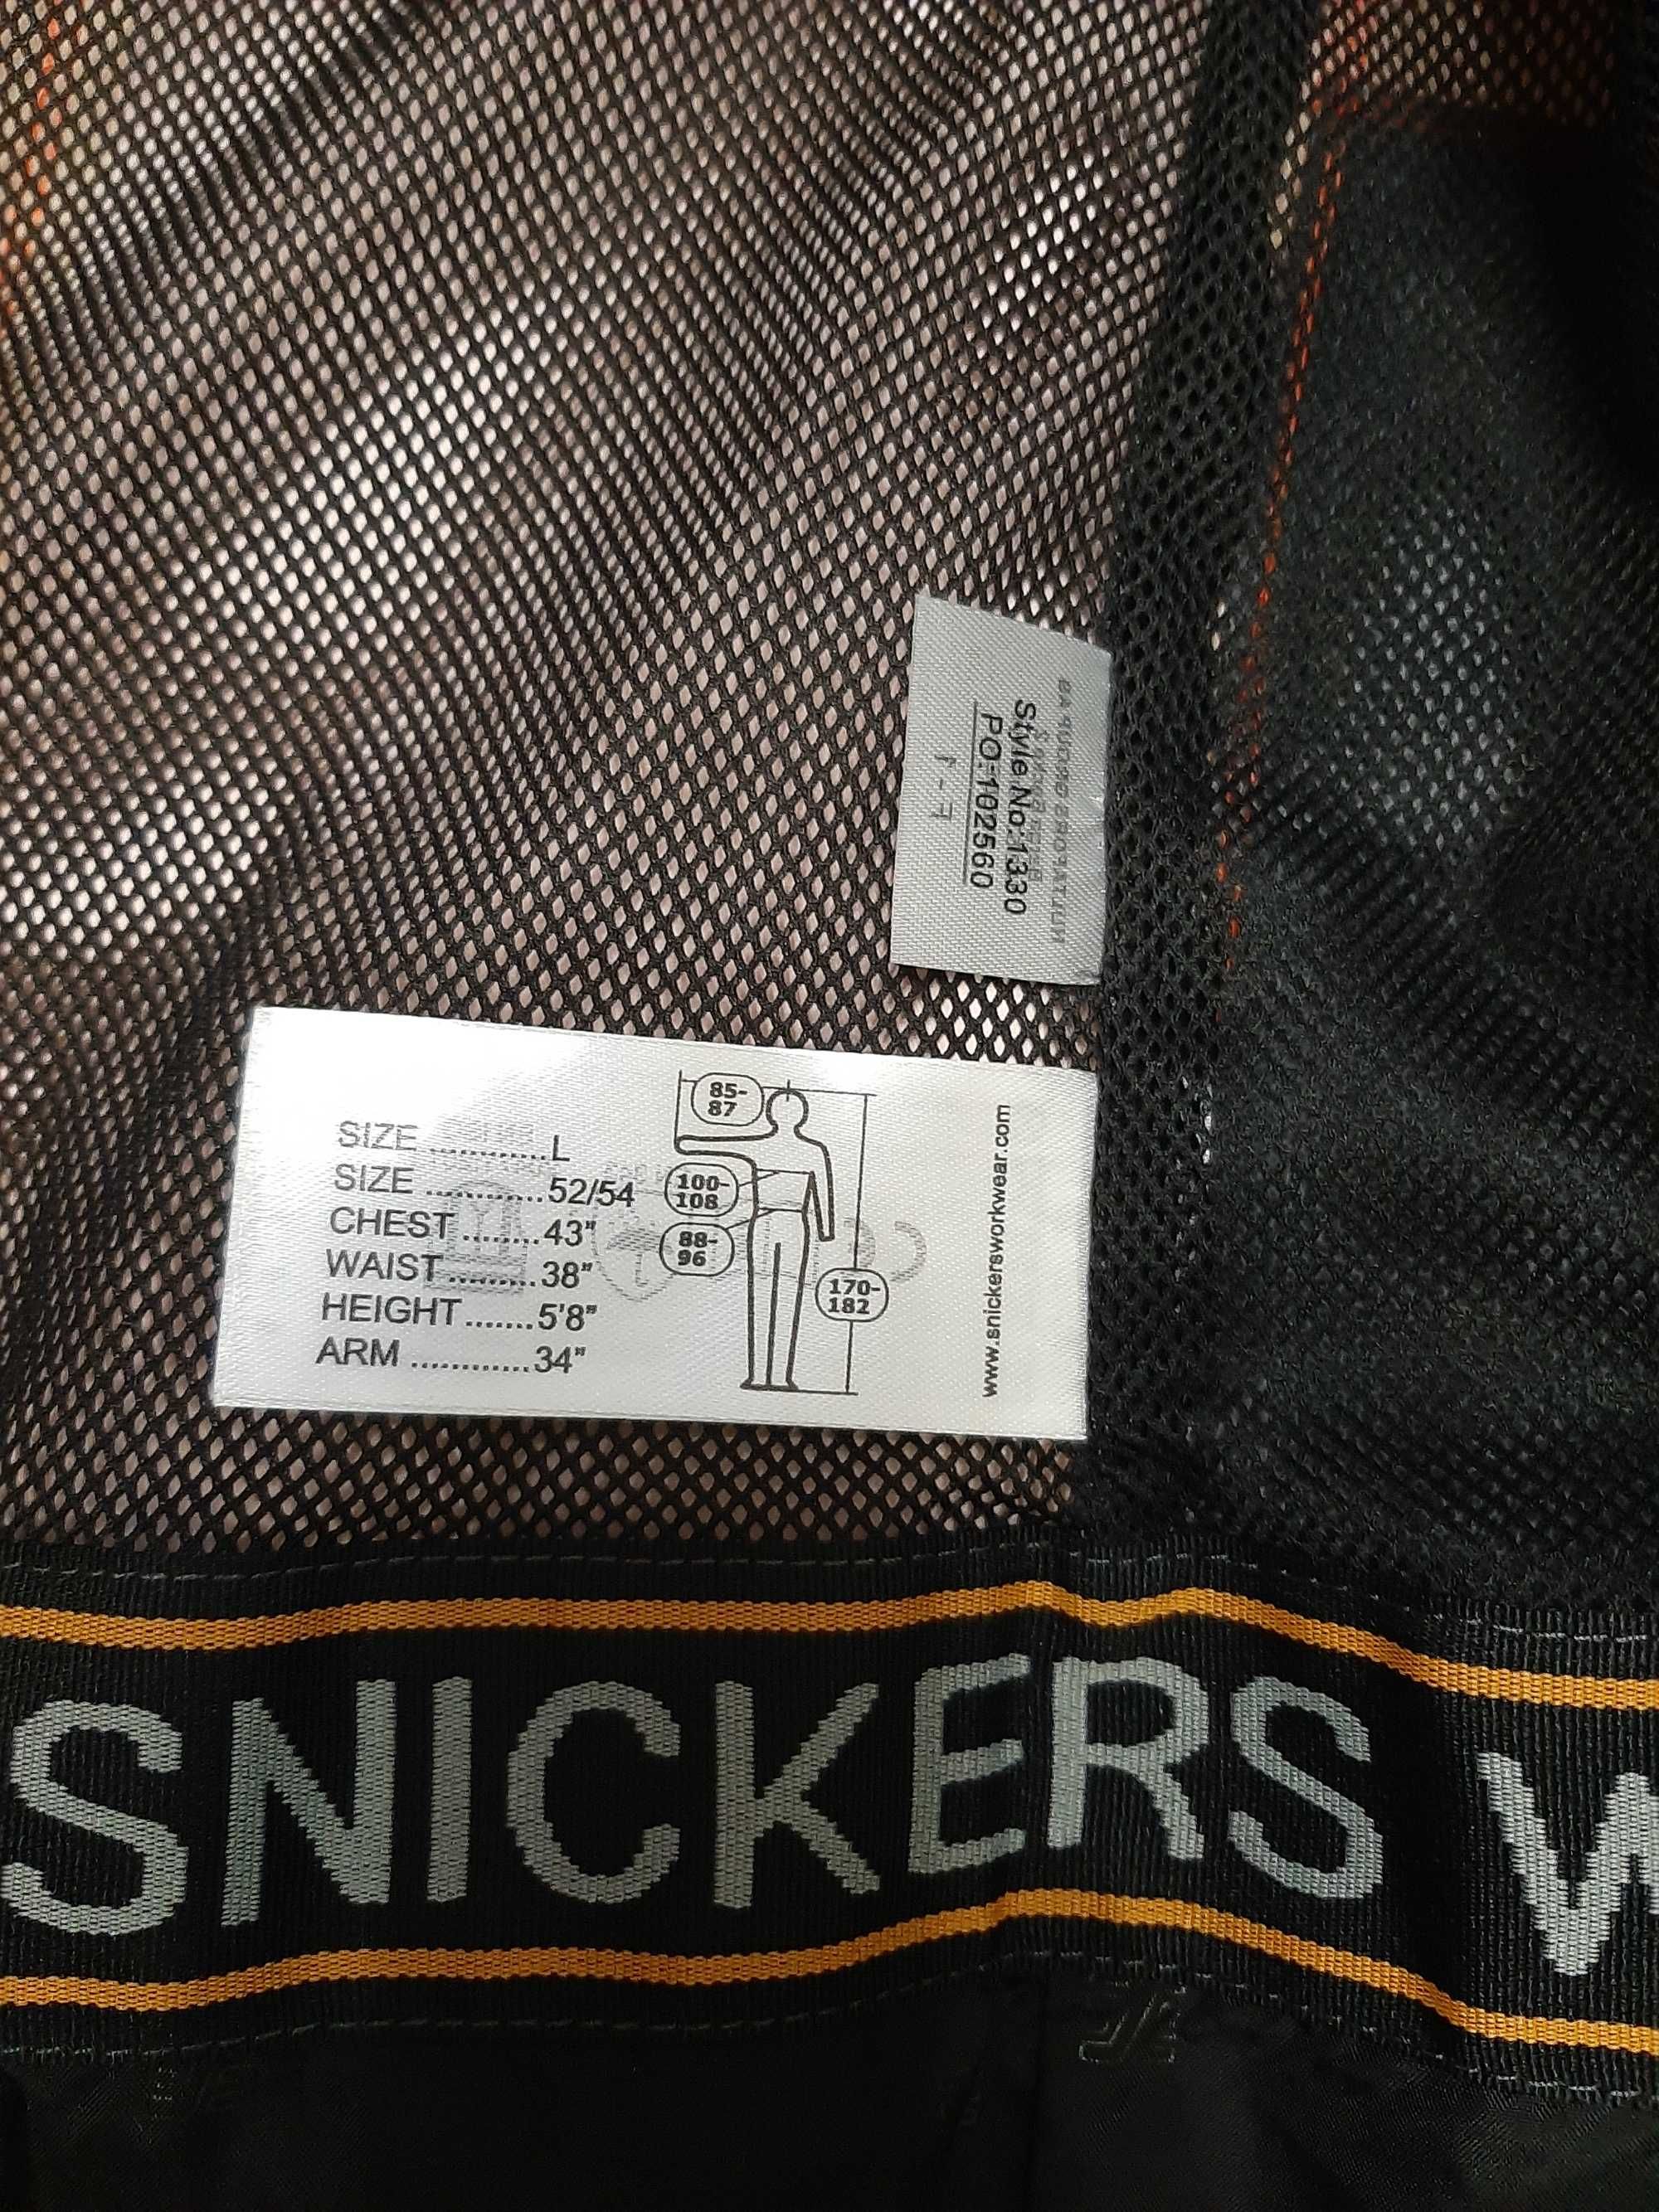 Style No:1330
PO:102560
SIZE ............L
SIZE ............52/54
CHEST ........43"
WAIST .........38"
HEIGHT .......5'8"
ARM ............34"
85-
87
100-
108
88-
96
170-
182
www.snickersworkwear.com
SNICKERS W